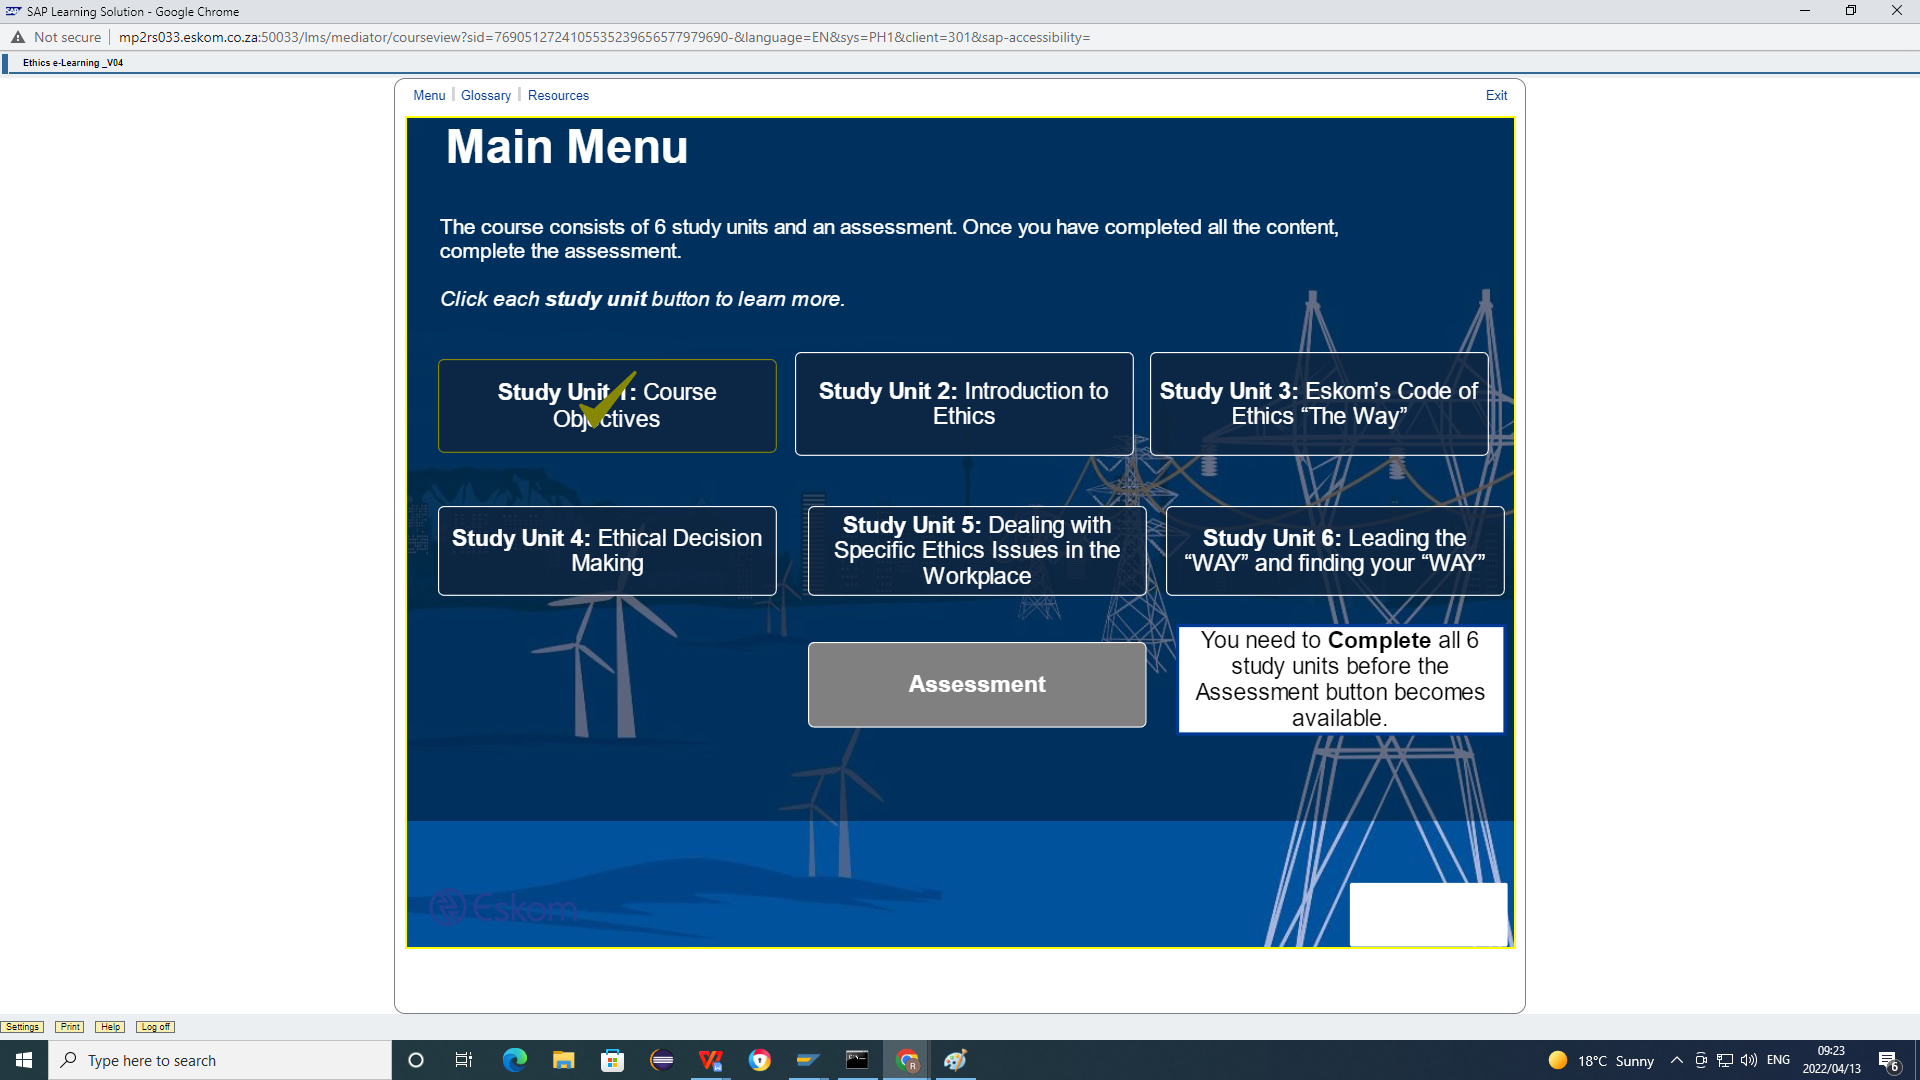 SAP Learning Solution - Google Chrome
Not secure
mp2rs033.eskom.co.za:50033/lms/mediator/courseview?sid=7690512724105535239656577979690-&language=EN&sys=PH1&client=301&sap-accessibility=
Ethics e-Learning _V04
Menu
Glossary
Resources
Exit
Main Menu
The course consists of 6 study units and an assessment. Once you have completed all the content,
complete the assessment.
Click each study unit button to learn more.
Study Unit 1: Course
Objectives
Study Unit 2: Introduction to
Ethics
Study Unit 3: Eskom’s Code of
Ethics “The Way”
Study Unit 4: Ethical Decision
Making
Study Unit 5: Dealing with
Specific Ethics Issues in the
Workplace
Study Unit 6: Leading the
“WAY” and finding your “WAY”
Assessment
You need to Complete all 6
study units before the
Assessment button becomes
available.
Eskom
Settings
Print
Help
Log off
Type here to search
18°C Sunny
ENG
09:23
2022/04/13
6